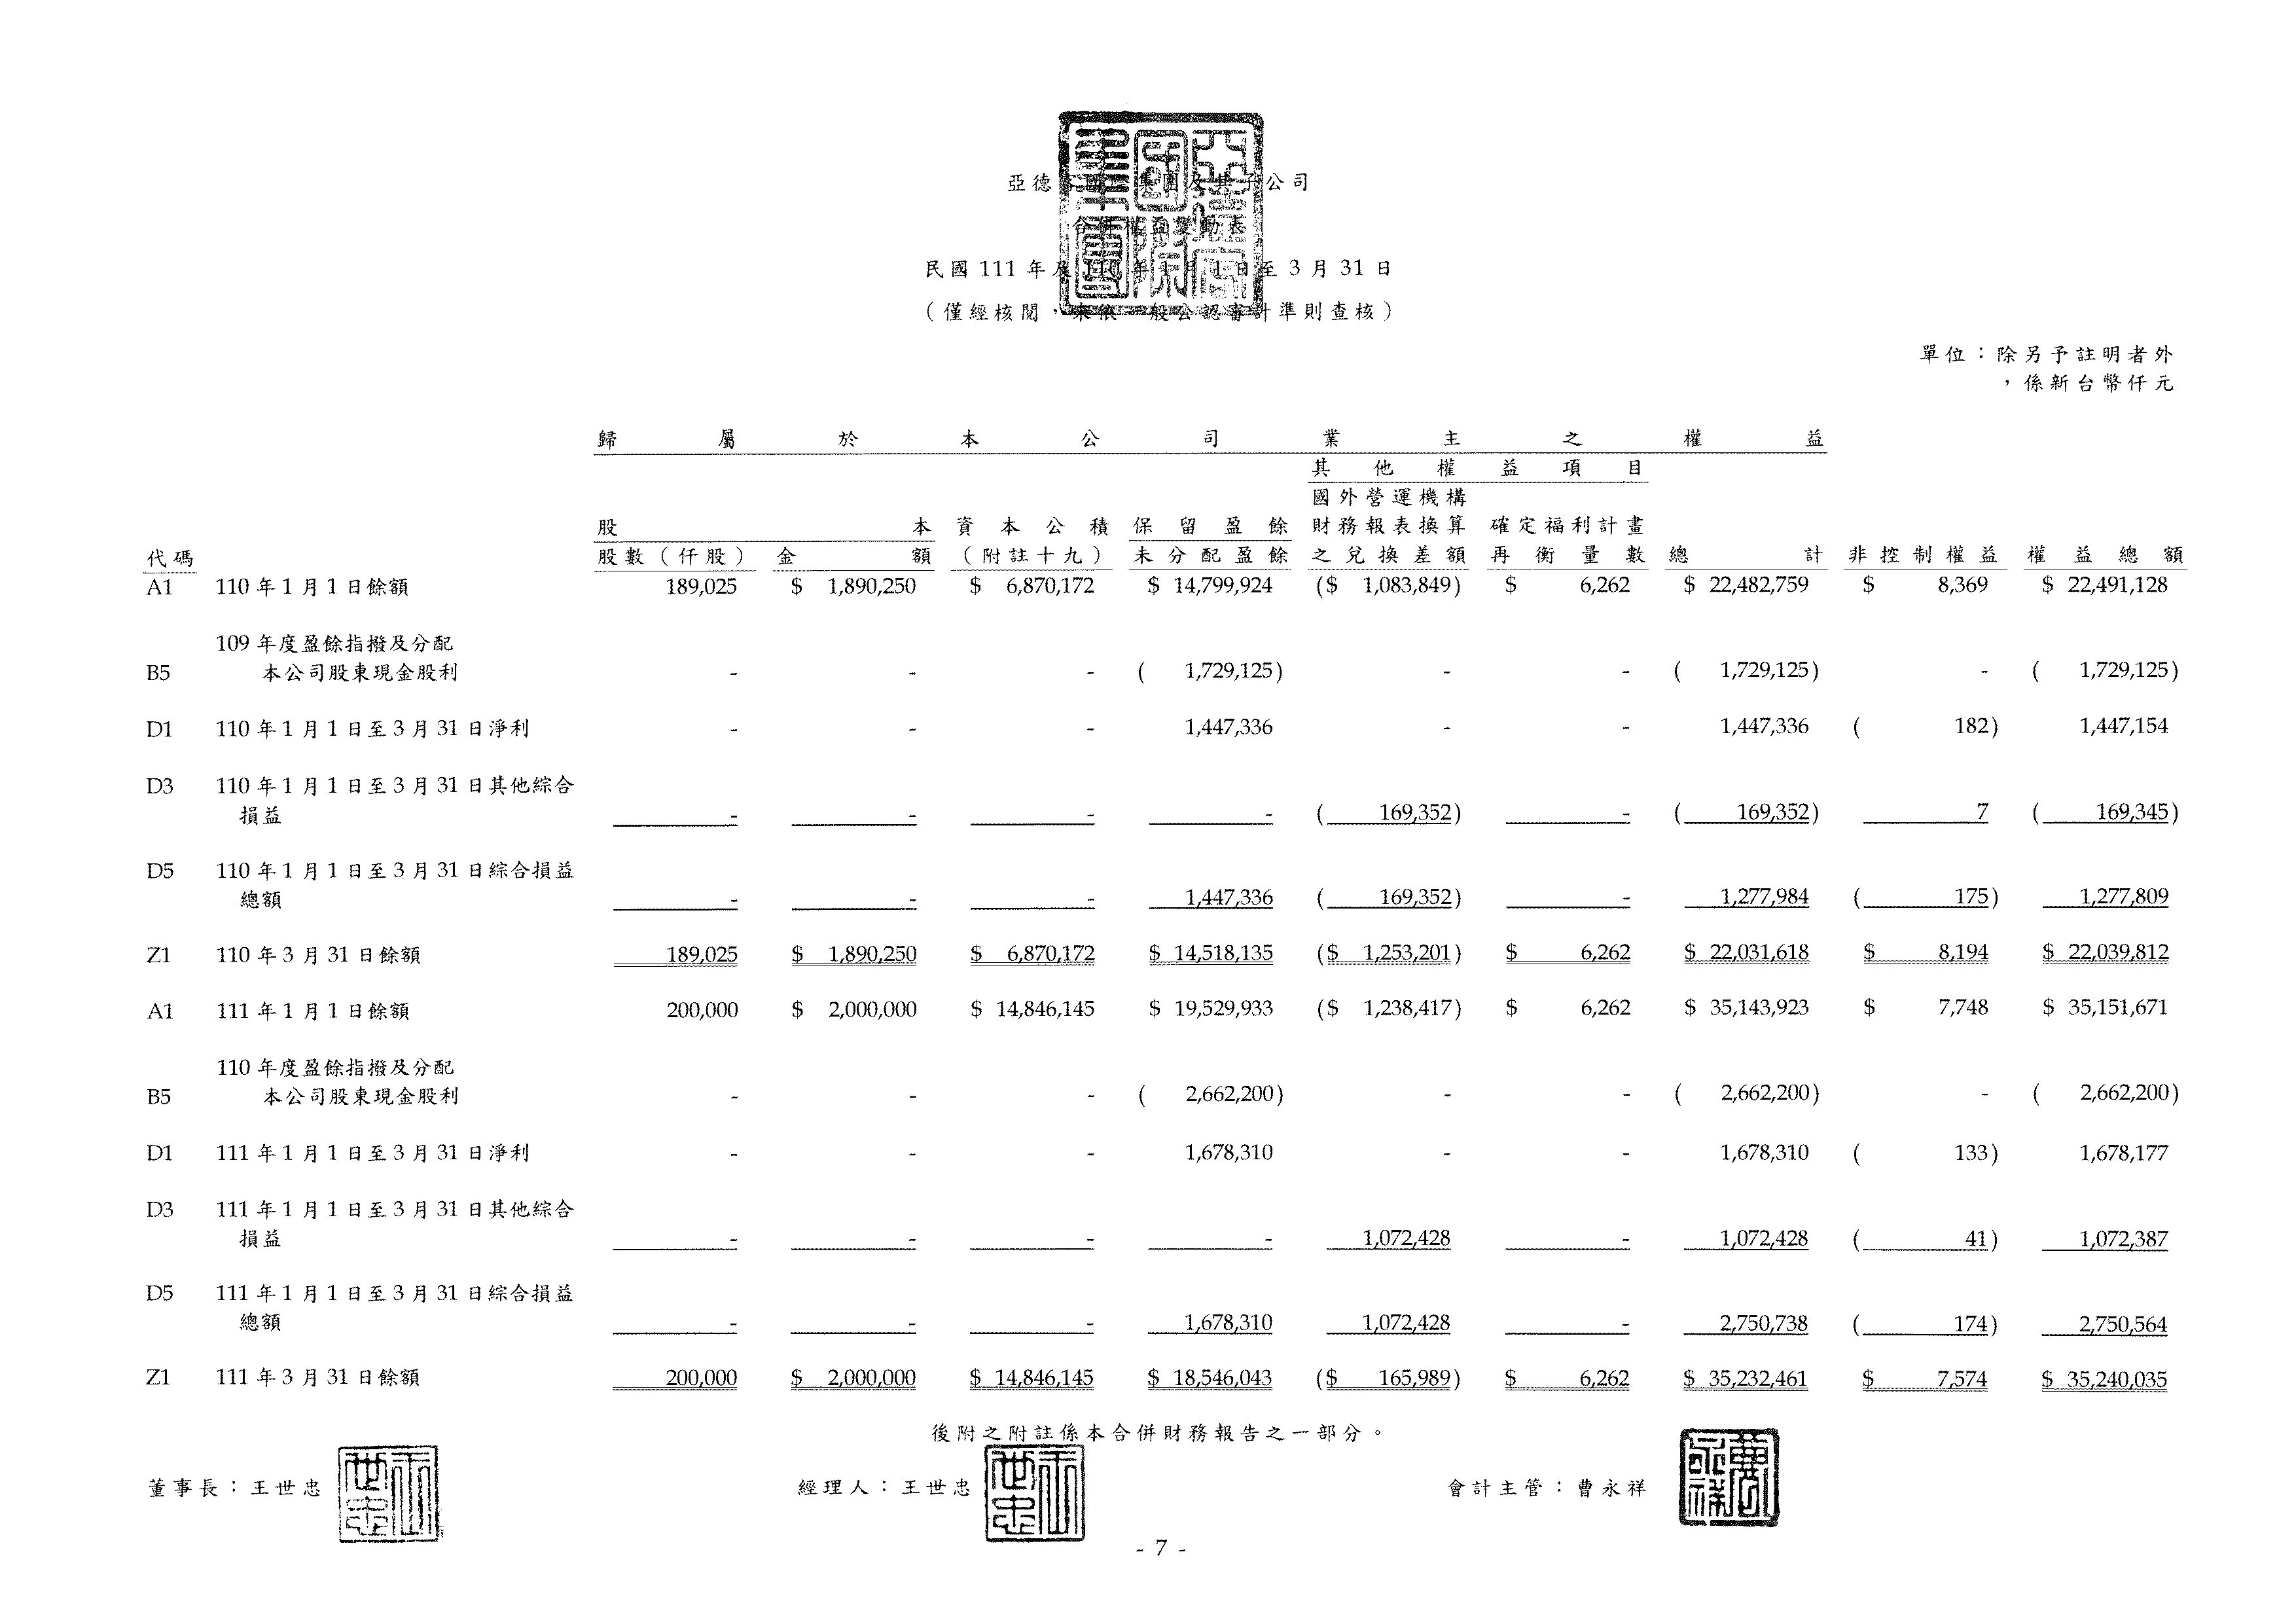 亞德客國際集團及其子公司
合併權益變動表
民國 111 年及 110 年 1 月 1 日至 3 月 31 日
（僅經核閱，未依一般公認審計準則查核）
單位：除另予註明者外
，係新台幣仟元
歸屬於本公司業主之權益
其他權益項目
國外營運機構
股本 資本公積 保留盈餘 財務報表換算 確定福利計畫
代碼 股數（仟股） 金額 （附註十九） 未分配盈餘 之兌換差額 再衡量數 總計 非控制權益 權益總額
A1 110 年 1 月 1 日餘額 189,025 $ 1,890,250 $ 6,870,172 $ 14,799,924 ($ 1,083,849) $ 6,262 $ 22,482,759 $ 8,369 $ 22,491,128
109 年度盈餘指撥及分配
B5 本公司股東現金股利 - - - ( 1,729,125) - - ( 1,729,125) - ( 1,729,125)
D1 110 年 1 月 1 日至 3 月 31 日淨利 - - - 1,447,336 - - 1,447,336 ( 182) 1,447,154
D3 110 年 1 月 1 日至 3 月 31 日其他綜合
損益 - - - - ( 169,352) - ( 169,352) 7 ( 169,345)
D5 110 年 1 月 1 日至 3 月 31 日綜合損益
總額 - - - 1,447,336 ( 169,352) - 1,277,984 ( 175) 1,277,809
Z1 110 年 3 月 31 日餘額 189,025 $ 1,890,250 $ 6,870,172 $ 14,518,135 ($ 1,253,201) $ 6,262 $ 22,031,618 $ 8,194 $ 22,039,812
A1 111 年 1 月 1 日餘額 200,000 $ 2,000,000 $ 14,846,145 $ 19,529,933 ($ 1,238,417) $ 6,262 $ 35,143,923 $ 7,748 $ 35,151,671
110 年度盈餘指撥及分配
B5 本公司股東現金股利 - - - ( 2,662,200) - - ( 2,662,200) - ( 2,662,200)
D1 111 年 1 月 1 日至 3 月 31 日淨利 - - - 1,678,310 - - 1,678,310 ( 133) 1,678,177
D3 111 年 1 月 1 日至 3 月 31 日其他綜合
損益 - - - - 1,072,428 - 1,072,428 ( 41) 1,072,387
D5 111 年 1 月 1 日至 3 月 31 日綜合損益
總額 - - - 1,678,310 1,072,428 - 2,750,738 ( 174) 2,750,564
Z1 111 年 3 月 31 日餘額 200,000 $ 2,000,000 $ 14,846,145 $ 18,546,043 ($ 165,989) $ 6,262 $ 35,232,461 $ 7,574 $ 35,240,035
後附之附註係本合併財務報告之一部分。
董事長：王世忠 經理人：王世忠 會計主管：曹永祥
- 7 -